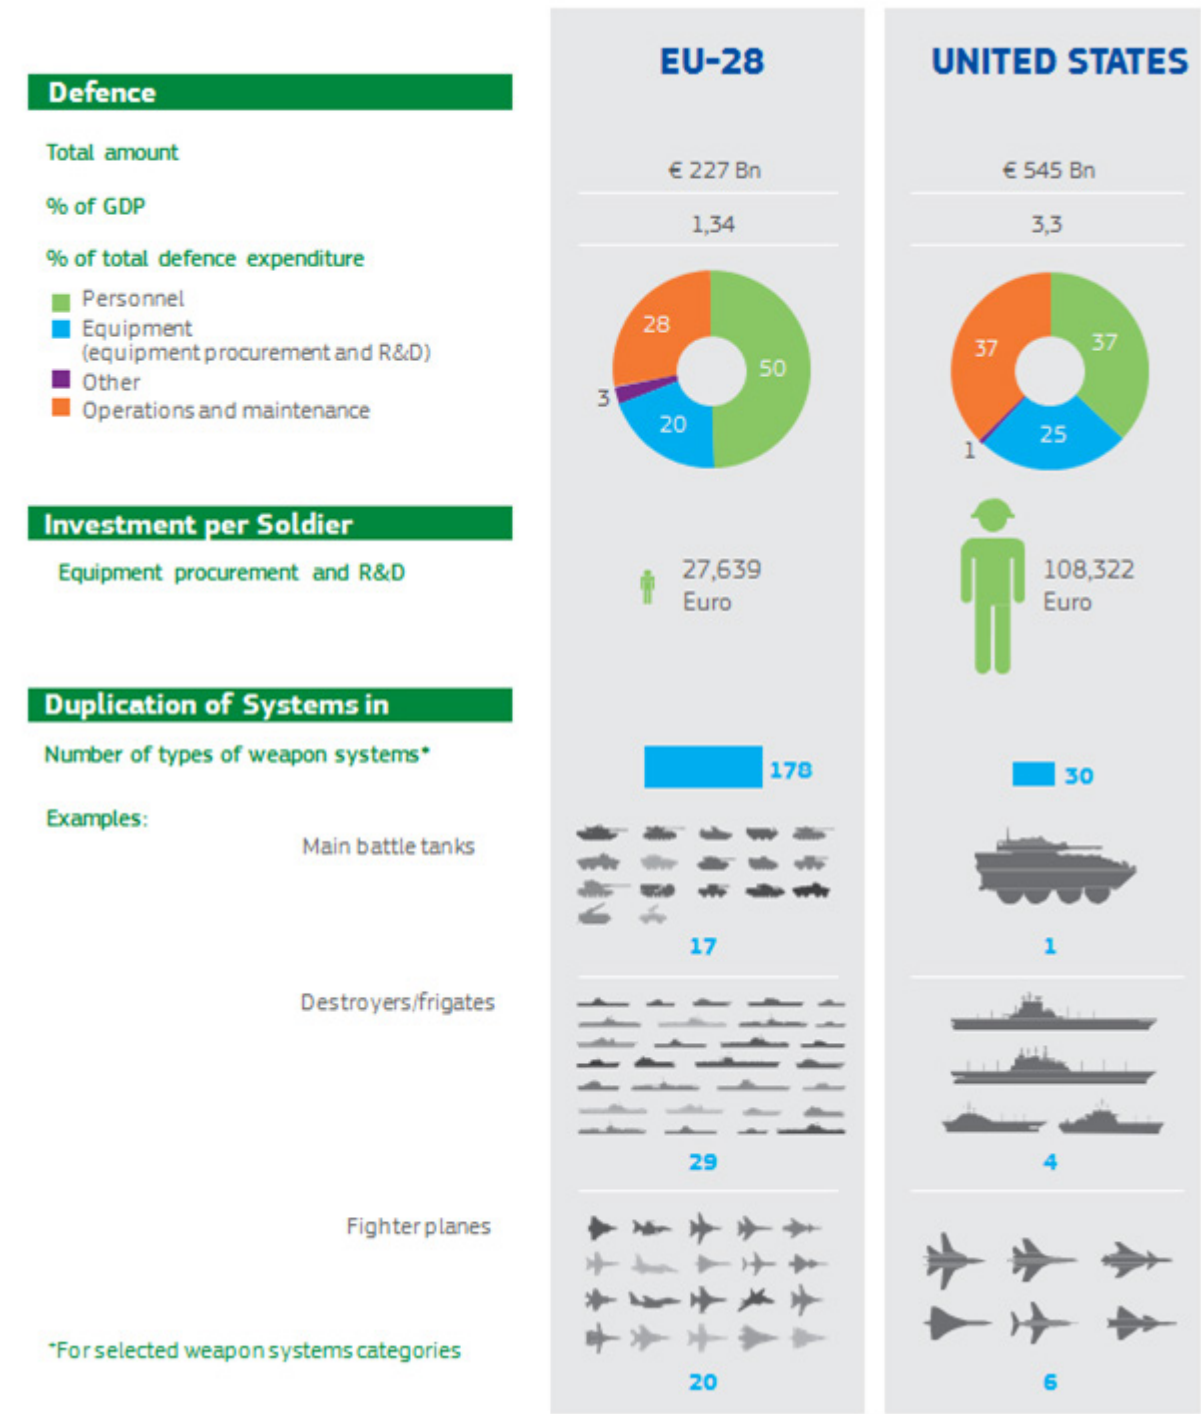 EU-28
UNITED STATES
Defence
Total amount
€ 227 Bn
€ 545 Bn
% of GDP
1,34
3,3
% of total defence expenditure
Personnel
Equipment
(equipment procurement and R&D)
Other
Operations and maintenance
28
50
3
20
37
37
25
1
Investment per Soldier
Equipment procurement and R&D
27,639
Euro
108,322
Euro
Duplication of Systems in
Number of types of weapon systems*
178
30
Examples:
Main battle tanks
17
1
Destroyers/frigates
29
4
Fighter planes
20
6
*For selected weapon systems categories